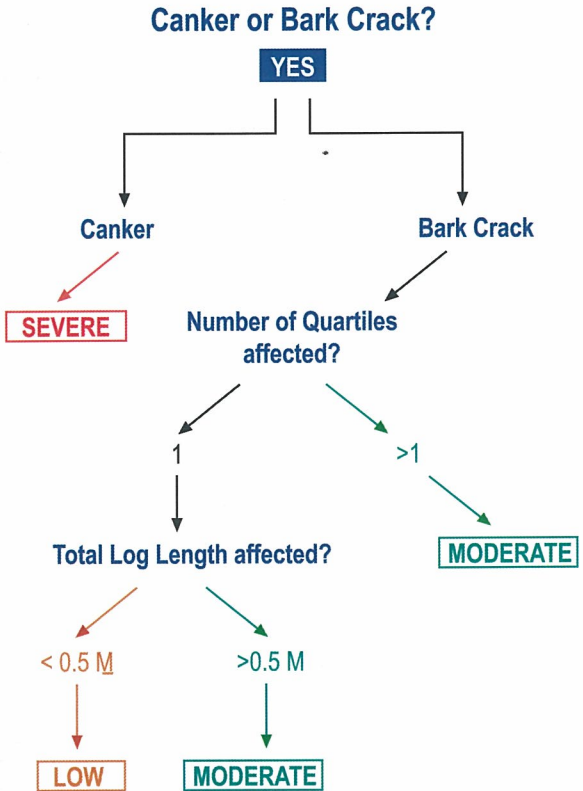 Canker or Bark Crack?
YES
Canker
Bark Crack
SEVERE
Number of Quartiles
affected?
1
>1
MODERATE
Total Log Length affected?
< 0.5 M
>0.5 M
LOW
MODERATE